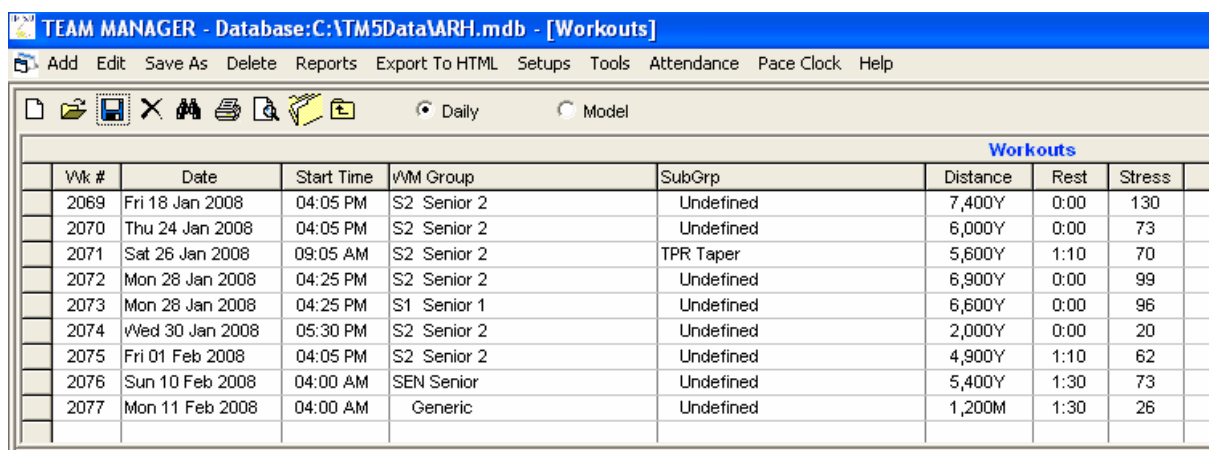 TEAM MANAGER - Database:C:\TM5Data\ARH.mdb - [Workouts]
Add Edit Save As Delete Reports Export To HTML Setups Tools Attendance Pace Clock Help
Daily Model
Workouts
Wk # Date Start Time WM Group SubGrp Distance Rest Stress
2069 Fri 18 Jan 2008 04:05 PM S2 Senior 2 Undefined 7,400Y 0:00 130
2070 Thu 24 Jan 2008 04:05 PM S2 Senior 2 Undefined 6,000Y 0:00 73
2071 Sat 26 Jan 2008 09:05 AM S2 Senior 2 TPR Taper 5,600Y 1:10 70
2072 Mon 28 Jan 2008 04:25 PM S2 Senior 2 Undefined 6,900Y 0:00 99
2073 Mon 28 Jan 2008 04:25 PM S1 Senior 1 Undefined 6,600Y 0:00 96
2074 Wed 30 Jan 2008 05:30 PM S2 Senior 2 Undefined 2,000Y 0:00 20
2075 Fri 01 Feb 2008 04:05 PM S2 Senior 2 Undefined 4,900Y 1:10 62
2076 Sun 10 Feb 2008 04:00 AM SEN Senior Undefined 5,400Y 1:30 73
2077 Mon 11 Feb 2008 04:00 AM Generic Undefined 1,200M 1:30 26